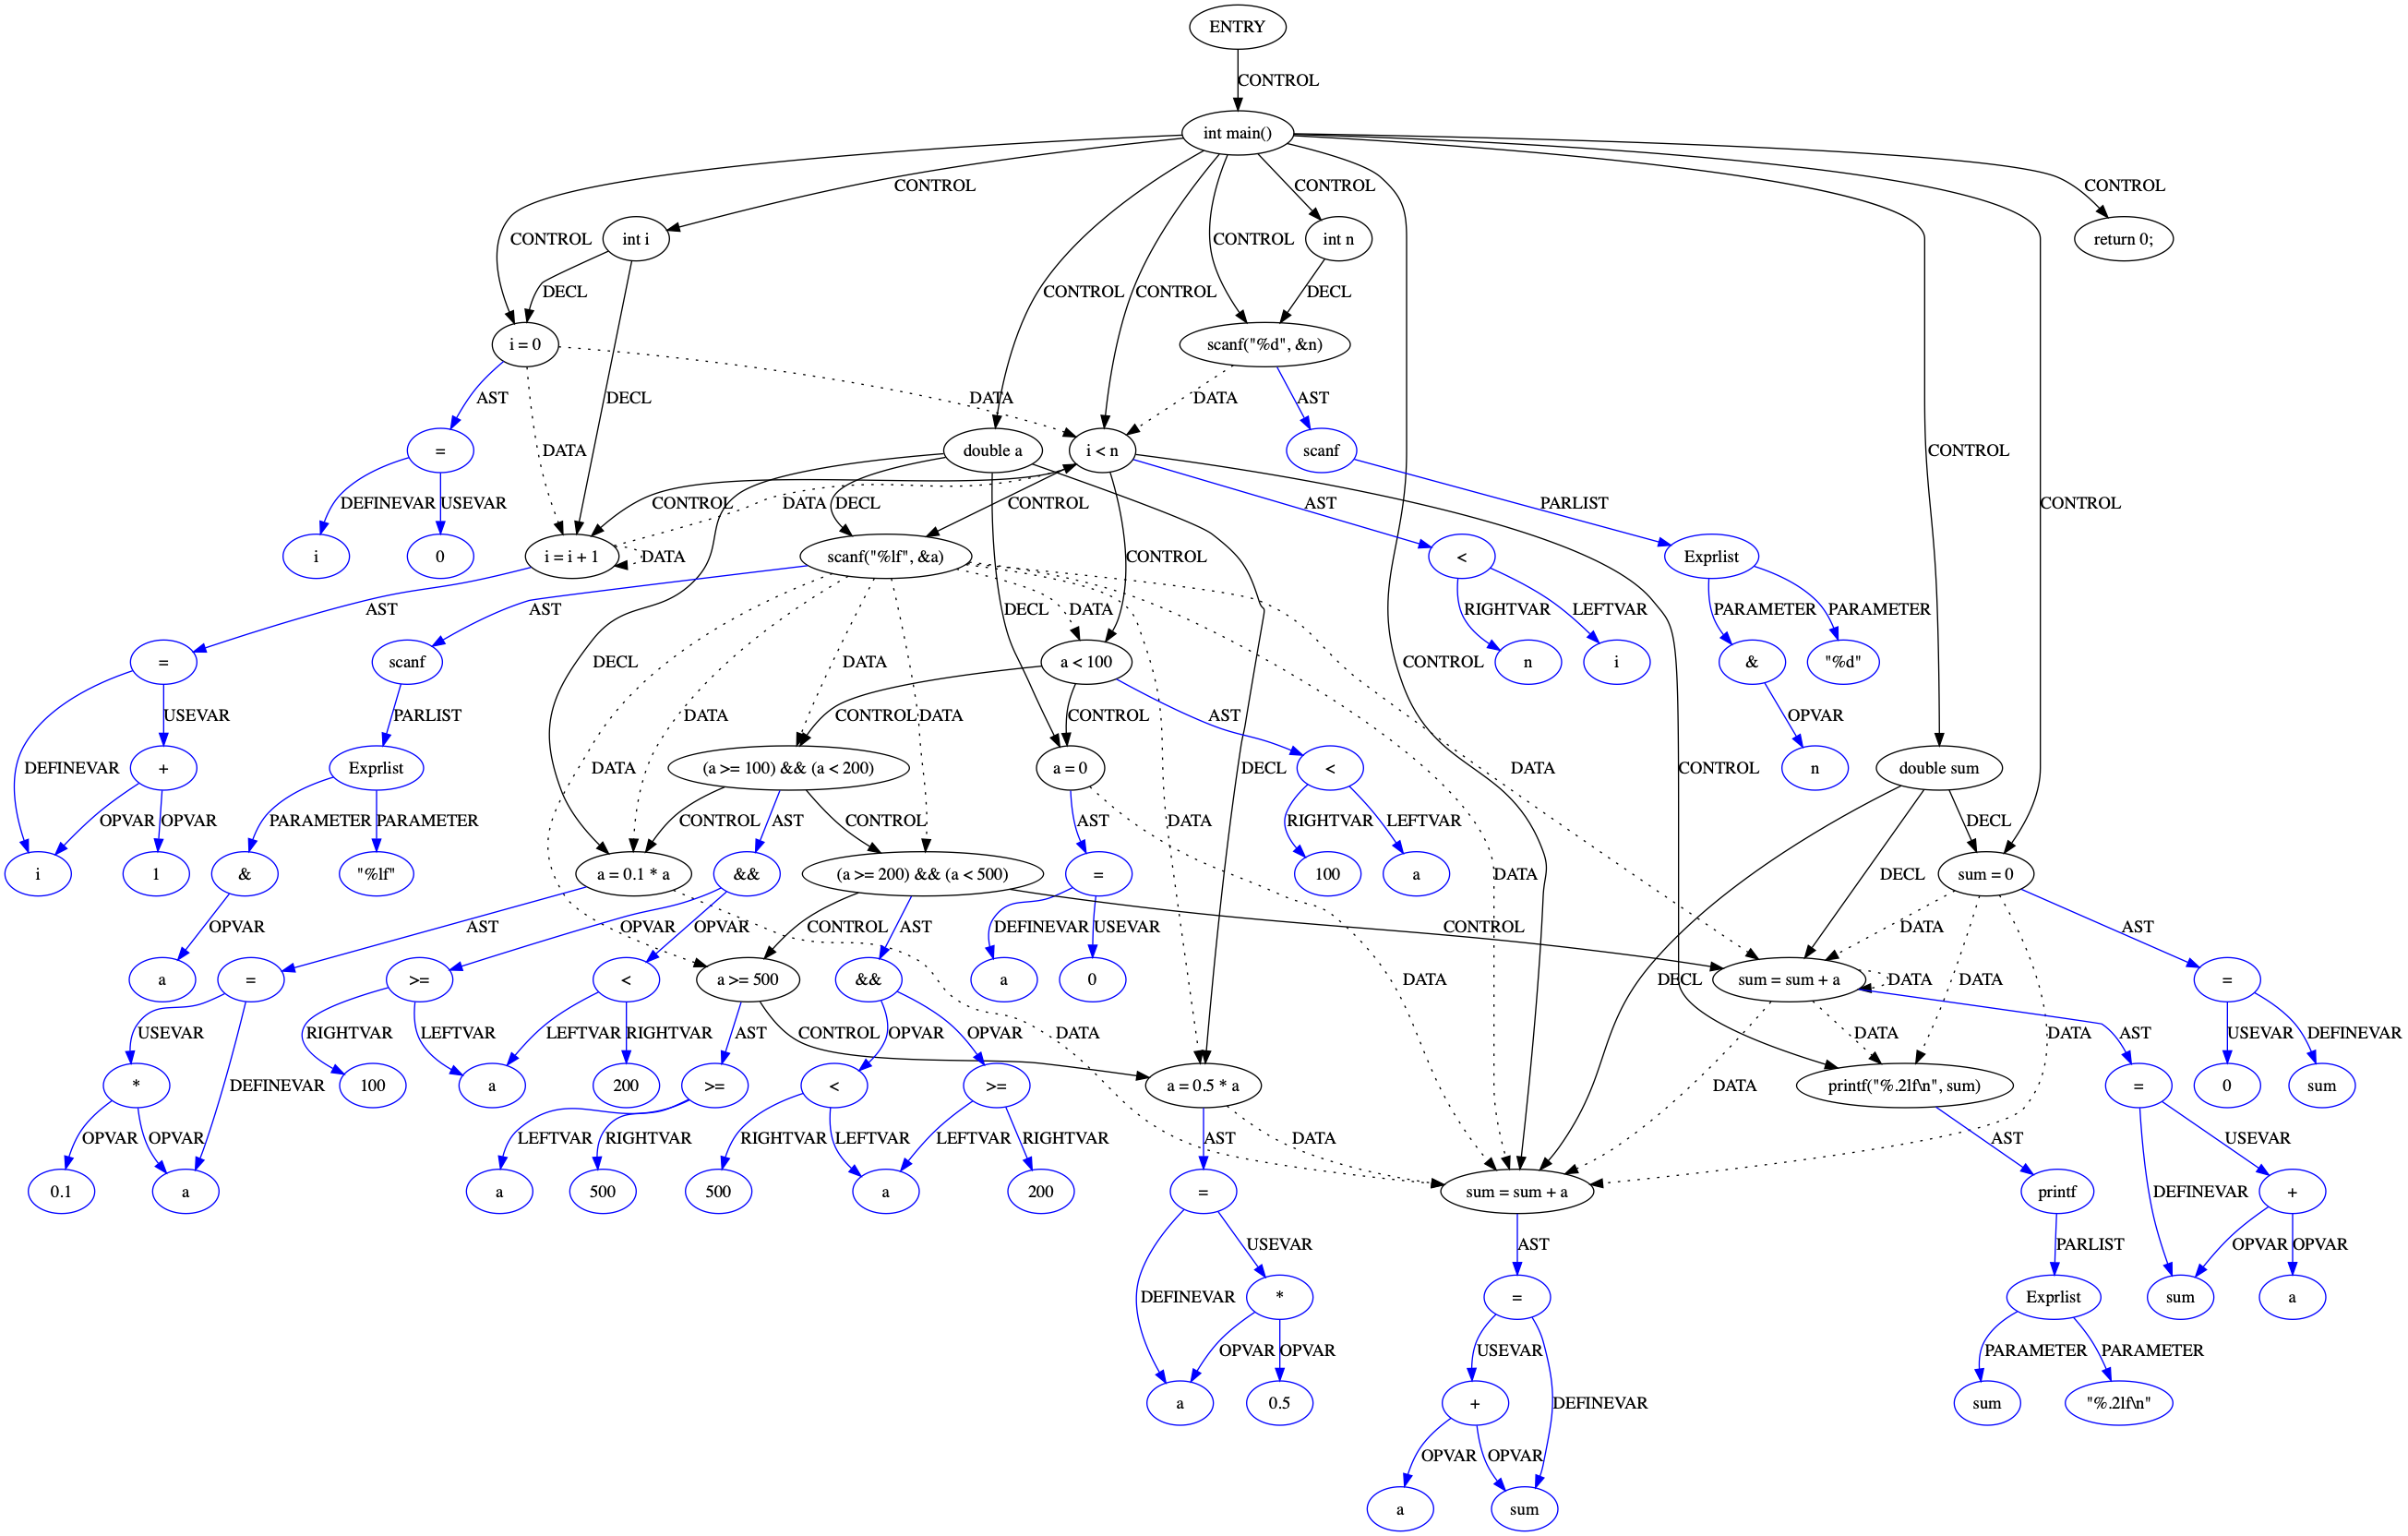 ENTRY
CONTROL
int main()
CONTROL
CONTROL
CONTROL
CONTROL
int i
int n
return 0;
CONTROL
CONTROL
DECL
CONTROL
CONTROL
DECL
i = 0
scanf("%d", &n)
AST
DECL
DATA
DATA
AST
=
DATA
double a
i < n
scanf
CONTROL
DEFINEVAR
USEVAR
CONTROL
DATA
DECL
CONTROL
AST
PARLIST
CONTROL
i
0
i = i + 1
DATA
scanf("%lf", &a)
CONTROL
<
Exprlist
AST
AST
DECL
DATA
RIGHTVAR
LEFTVAR
PARAMETER
PARAMETER
=
scanf
DECL
DATA
a < 100
CONTROL
n
i
&
"%d"
USEVAR
PARLIST
DATA
CONTROL
DATA
CONTROL
AST
OPVAR
DEFINEVAR
+
Exprlist
DATA
(a >= 100) && (a < 200)
a = 0
DECL
<
DATA
CONTROL
n
double sum
OPVAR
OPVAR
PARAMETER
PARAMETER
CONTROL
AST
CONTROL
AST
DATA
RIGHTVAR
LEFTVAR
DECL
i
1
&
"%lf"
a = 0.1 * a
&&
(a >= 200) && (a < 500)
=
100
a
DATA
DECL
sum = 0
OPVAR
AST
OPVAR
OPVAR
CONTROL
AST
DEFINEVAR
USEVAR
CONTROL
DATA
AST
a
=
>=
<
a >= 500
&&
a
0
DATA
DECL
sum = sum + a
DATA
DATA
=
USEVAR
RIGHTVAR
LEFTVAR
LEFTVAR
RIGHTVAR
AST
CONTROL
OPVAR
OPVAR
DATA
DATA
DATA
AST
USEVAR
DEFINEVAR
*
DEFINEVAR
100
a
200
>=
<
>=
a = 0.5 * a
DATA
printf("%.2lf\n", sum)
=
0
sum
OPVAR
OPVAR
LEFTVAR
RIGHTVAR
RIGHTVAR
LEFTVAR
LEFTVAR
RIGHTVAR
AST
DATA
AST
USEVAR
0.1
a
a
500
500
a
200
=
sum = sum + a
printf
DEFINEVAR
+
USEVAR
AST
PARLIST
OPVAR
OPVAR
DEFINEVAR
*
=
Exprlist
sum
a
OPVAR
OPVAR
USEVAR
PARAMETER
PARAMETER
a
0.5
+
DEFINEVAR
sum
"%.2lf\n"
OPVAR
OPVAR
a
sum